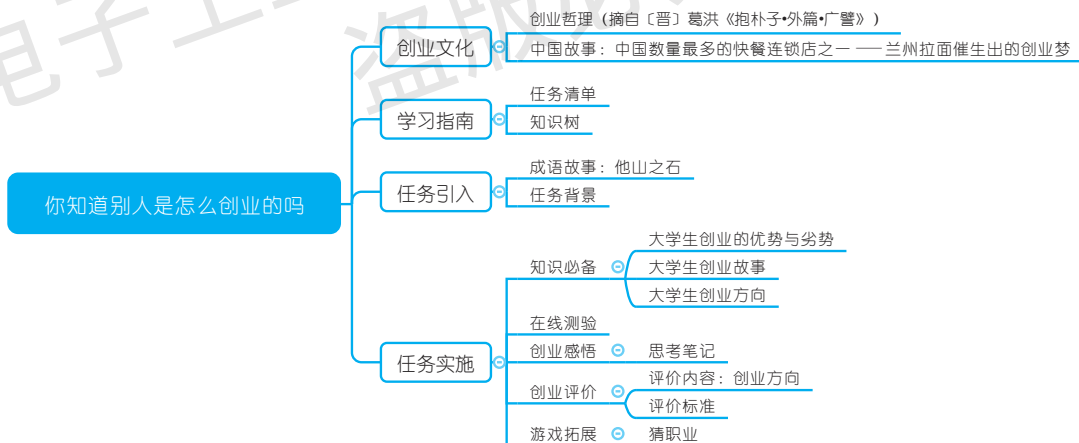 电子工
盗版
创业哲理（摘自〔晋〕葛洪《抱朴子•外篇•广譬》）
创业文化
中国故事：中国数量最多的快餐连锁店之一 ——兰州拉面催生出的创业梦
任务清单
学习指南
知识树
成语故事：他山之石
任务引入
任务背景
你知道别人是怎么创业的吗
大学生创业的优势与劣势
知识必备
大学生创业故事
大学生创业方向
在线测验
创业感悟
思考笔记
任务实施
评价内容：创业方向
创业评价
评价标准
游戏拓展
猜职业